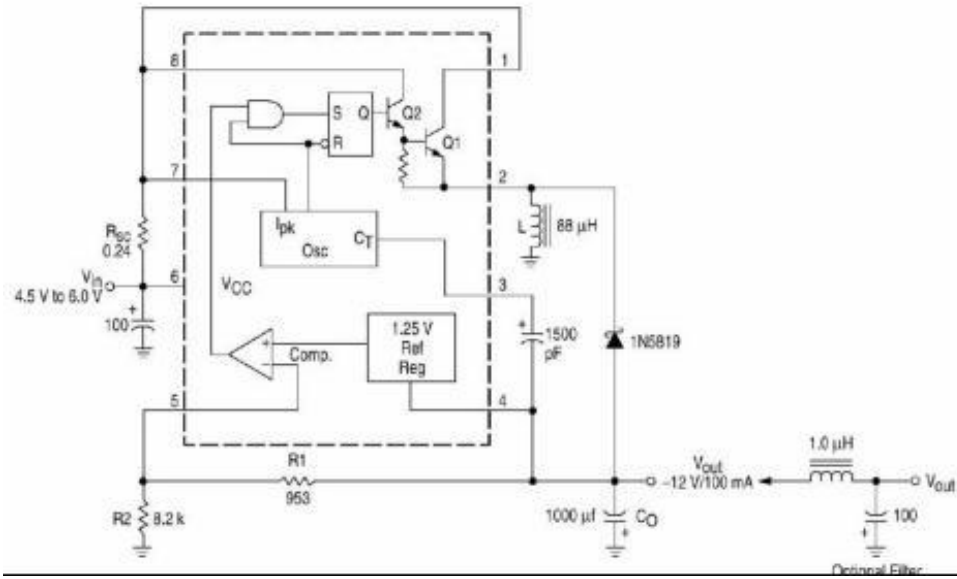 8
1
S Q
R
Q2
Q1
7
2
Ipk
Osc
CT
L
88 µH
Rsc
0.24
Vin
4.5 V to 6.0 V
6
VCC
3
+
100
1.25 V
Ref
Reg
+
1500
pF
1N5819
+
−
Comp.
5
4
R1
953
Vout
−12 V/100 mA
1.0 µH
Vout
R2
8.2 k
1000 µf
CO
+
100
+
Optional Filter